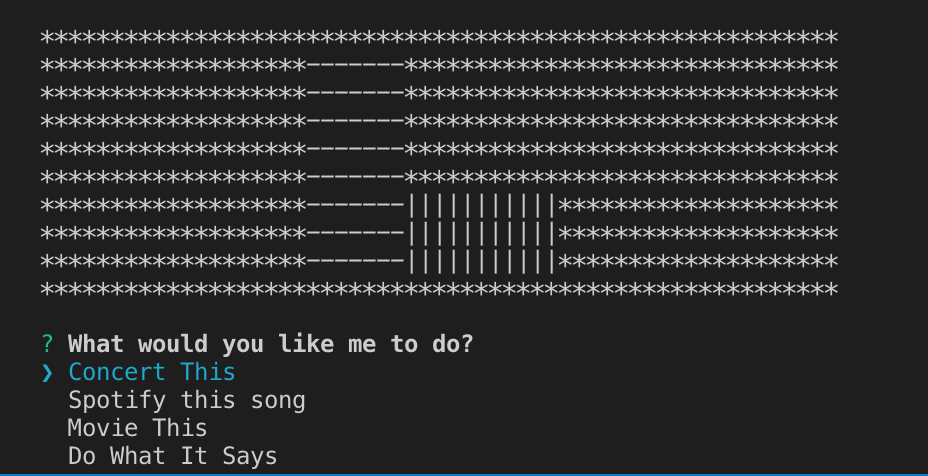 *********************************************************
*******************-------*******************************
*******************-------*******************************
*******************-------*******************************
*******************-------*******************************
*******************-------*******************************
*******************-------|||||||||||********************
*******************-------|||||||||||********************
*******************-------|||||||||||********************
*********************************************************
? What would you like me to do?
❯ Concert This
Spotify this song
Movie This
Do What It Says